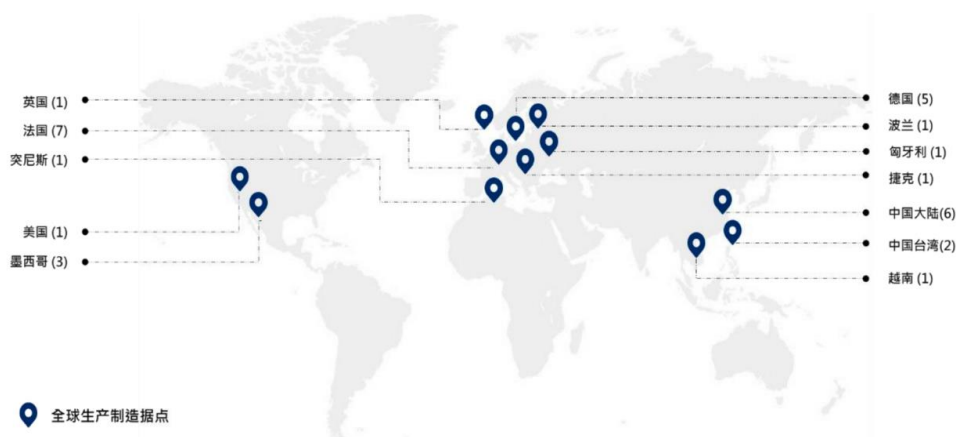 英国 (1)
法国 (7)
突尼斯 (1)
美国 (1)
墨西哥 (3)
德国 (5)
波兰 (1)
匈牙利 (1)
捷克 (1)
中国大陆(6)
中国台湾(2)
越南 (1)
全球生产制造据点